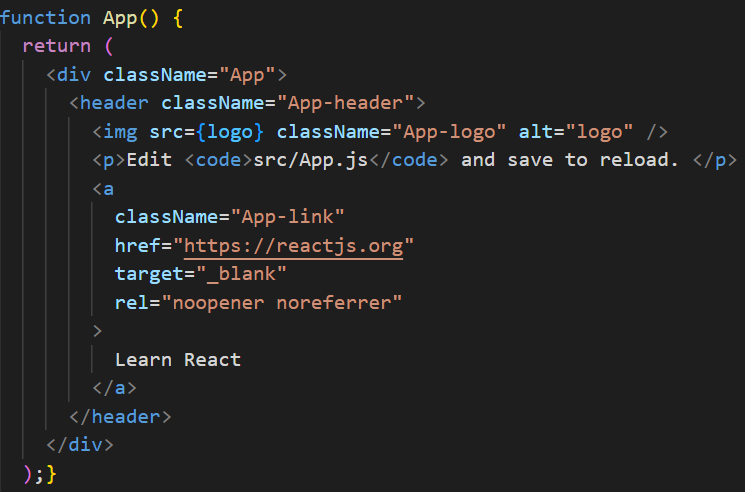 function App() {
  return (
    <div className="App">
      <header className="App-header">
        <img src={logo} className="App-logo" alt="logo" />
        <p>Edit <code>src/App.js</code> and save to reload. </p>
        <a
          className="App-link"
          href="https://reactjs.org"
          target="_blank"
          rel="noopener noreferrer"
        >
          Learn React
        </a>
      </header>
    </div>
  );}